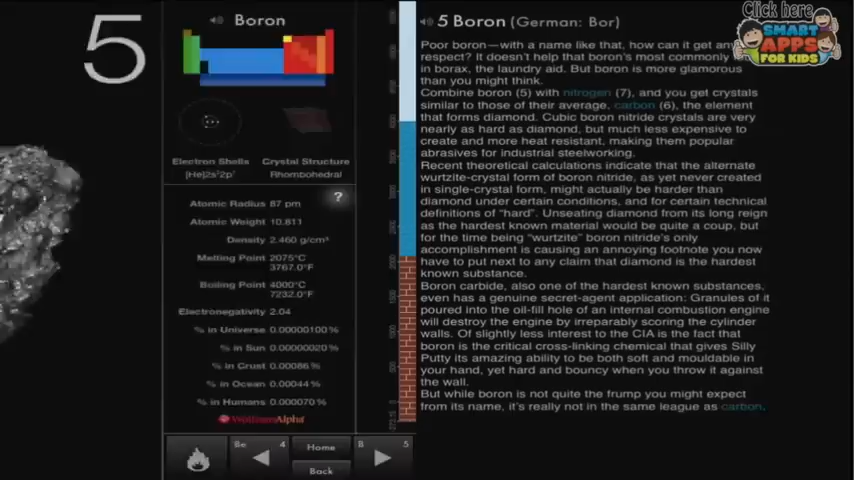 5
Boron
Electron Shells
[He]2s²2p¹
Crystal Structure
Rhombohedral
?
Atomic Radius 87 pm
Atomic Weight 10.811
Density 2.460 g/cm³
Melting Point 2075°C
3767.0°F
Boiling Point 4000°C
7232.0°F
Electronegativity 2.04
% in Universe 0.00000100%
% in Sun 0.00000020%
% in Crust 0.00086%
% in Ocean 0.00044%
% in Humans 0.000070%
WolframAlpha
Be 4
Home
Back
B 5
5 Boron (German: Bor)
Poor boron—with a name like that, how can it get any
respect? It doesn't help that boron's most commonly
in borax, the laundry aid. But boron is more glamorous
than you might think.
Combine boron (5) with nitrogen (7), and you get crystals
similar to those of their average, carbon (6), the element
that forms diamond. Cubic boron nitride crystals are very
nearly as hard as diamond, but much less expensive to
create and more heat resistant, making them popular
abrasives for industrial steelworking.
Recent theoretical calculations indicate that the alternate
wurtzite-crystal form of boron nitride, as yet never created
in single-crystal form, might actually be harder than
diamond under certain conditions, and for certain technical
definitions of "hard". Unseating diamond from its long reign
as the hardest known material would be quite a coup, but
for the time being "wurtzite" boron nitride's only
accomplishment is causing an annoying footnote you now
have to put next to any claim that diamond is the hardest
known substance.
Boron carbide, also one of the hardest known substances,
even has a genuine secret-agent application: Granules of it
poured into the oil-fill hole of an internal combustion engine
will destroy the engine by irreparably scoring the cylinder
walls. Of slightly less interest to the CIA is the fact that
boron is the critical cross-linking chemical that gives Silly
Putty its amazing ability to be both soft and mouldable in
your hand, yet hard and bouncy when you throw it against
the wall.
But while boron is not quite the frump you might expect
from its name, it's really not in the same league as carbon.
Click here
SMART
APPS
FOR KIDS